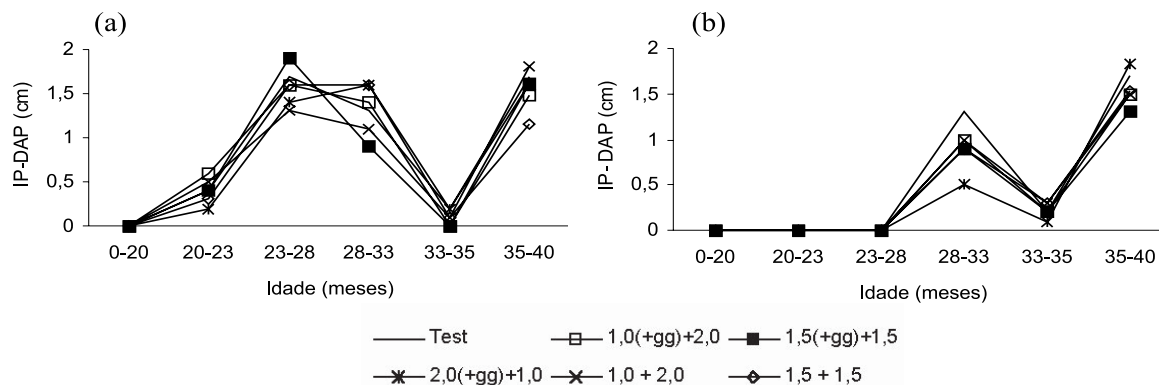 (a)
IP-DAP (cm)
2
1,5
1
0,5
0
0-20 20-23 23-28 28-33 33-35 35-40
Idade (meses)
(b)
IP-DAP (cm)
2
1,5
1
0,5
0
0-20 20-23 23-28 28-33 33-35 35-40
Idade (meses)
Test 1,0(+gg)+2,0 1,5(+gg)+1,5
2,0(+gg)+1,0 1,0 + 2,0 1,5 + 1,5